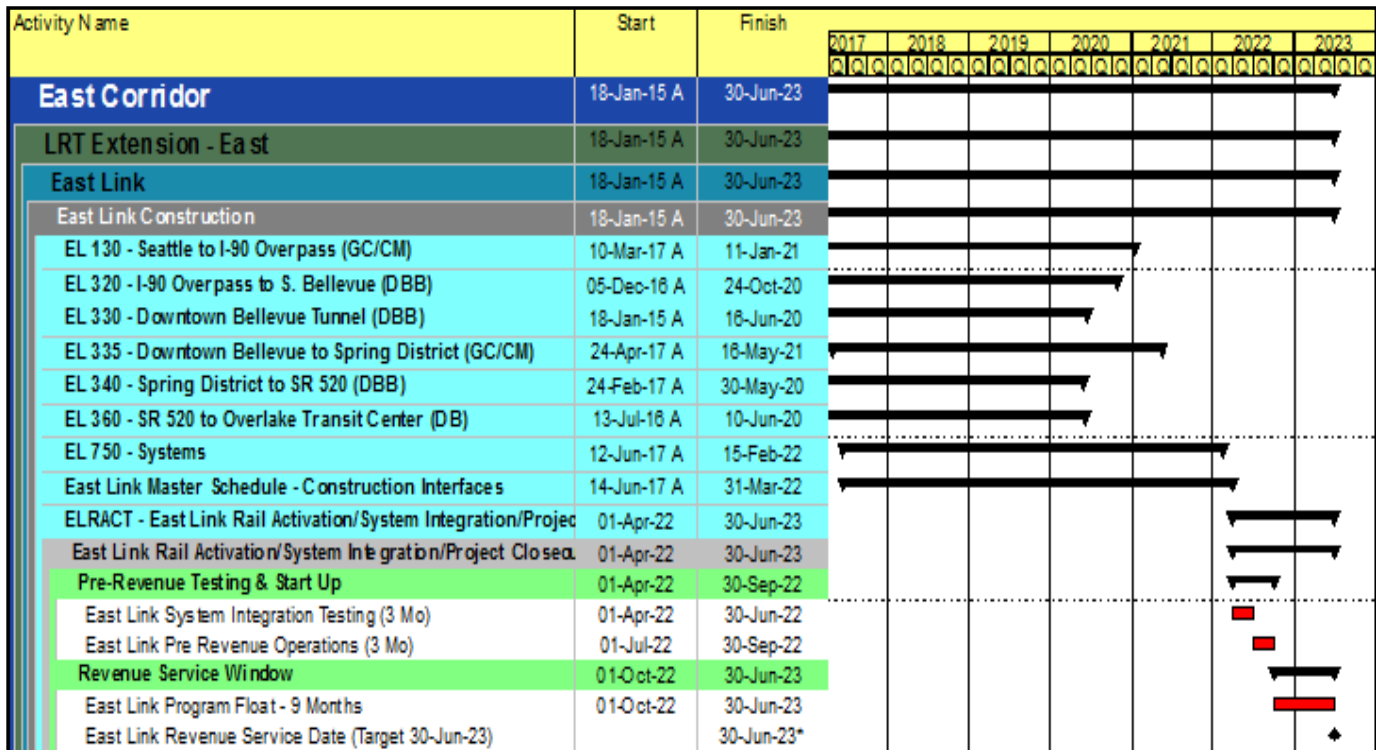 Activity Name Start Finish
2017 2018 2019 2020 2021 2022 2023
Q Q Q Q Q Q Q Q Q Q Q Q Q Q Q Q Q Q Q Q Q Q Q Q Q Q Q
East Corridor 18-Jan-15 A 30-Jun-23
LRT Extension - East 18-Jan-15 A 30-Jun-23
East Link 18-Jan-15 A 30-Jun-23
East Link Construction 18-Jan-15 A 30-Jun-23
EL 130 - Seattle to I-90 Overpass (GC/CM) 10-Mar-17 A 11-Jan-21
EL 320 - I-90 Overpass to S. Bellevue (DBB) 05-Dec-16 A 24-Oct-20
EL 330 - Downtown Bellevue Tunnel (DBB) 18-Jan-15 A 16-Jun-20
EL 335 - Downtown Bellevue to Spring District (GC/CM) 24-Apr-17 A 16-May-21
EL 340 - Spring District to SR 520 (DBB) 24-Feb-17 A 30-May-20
EL 360 - SR 520 to Overlake Transit Center (DB) 13-Jul-16 A 10-Jun-20
EL 750 - Systems 12-Jun-17 A 15-Feb-22
East Link Master Schedule - Construction Interfaces 14-Jun-17 A 31-Mar-22
ELRACT - East Link Rail Activation/System Integration/Projec 01-Apr-22 30-Jun-23
East Link Rail Activation/System Integration/Project Closeou 01-Apr-22 30-Jun-23
Pre-Revenue Testing & Start Up 01-Apr-22 30-Sep-22
East Link System Integration Testing (3 Mo) 01-Apr-22 30-Jun-22
East Link Pre Revenue Operations (3 Mo) 01-Jul-22 30-Sep-22
Revenue Service Window 01-Oct-22 30-Jun-23
East Link Program Float - 9 Months 01-Oct-22 30-Jun-23
East Link Revenue Service Date (Target 30-Jun-23) 30-Jun-23*